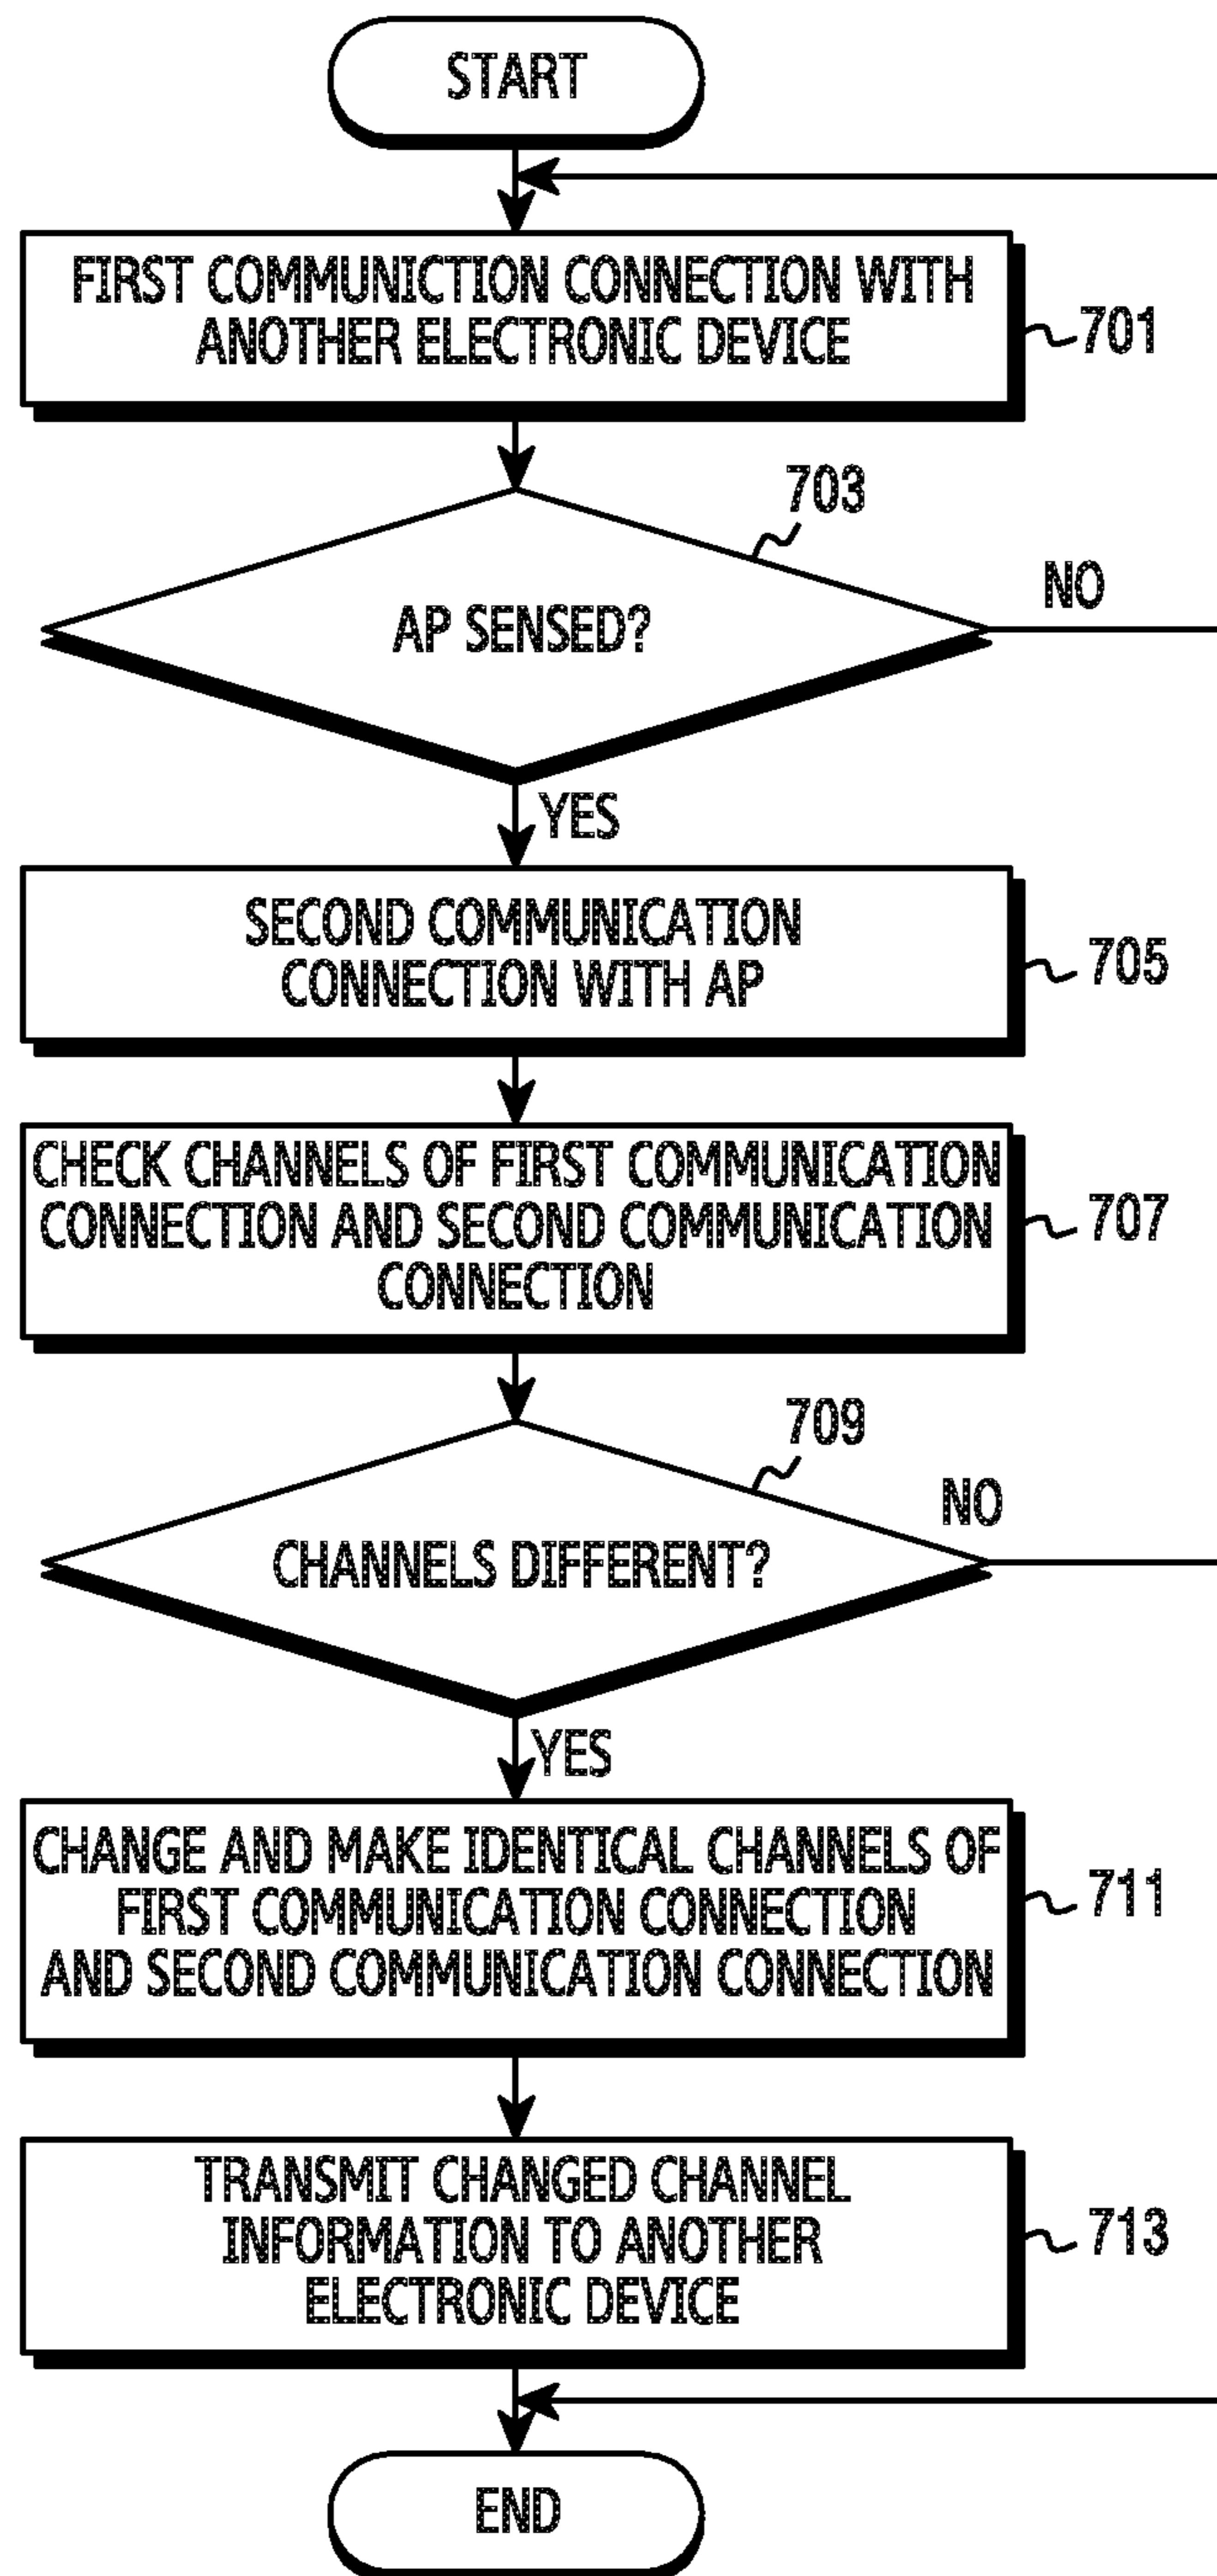 START
FIRST COMMUNICTION CONNECTION WITH
ANOTHER ELECTRONIC DEVICE
701
703
AP SENSED?
NO
YES
SECOND COMMUNICATION
CONNECTION WITH AP
705
CHECK CHANNELS OF FIRST COMMUNICATION
CONNECTION AND SECOND COMMUNICATION
CONNECTION
707
709
CHANNELS DIFFERENT?
NO
YES
CHANGE AND MAKE IDENTICAL CHANNELS OF
FIRST COMMUNICATION CONNECTION
AND SECOND COMMUNICATION CONNECTION
711
TRANSMIT CHANGED CHANNEL
INFORMATION TO ANOTHER
ELECTRONIC DEVICE
713
END